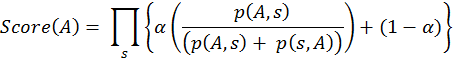 Score(A) = ∏_s {α (p(A,s) / (p(A,s) + p(s,A))) + (1 − α)}